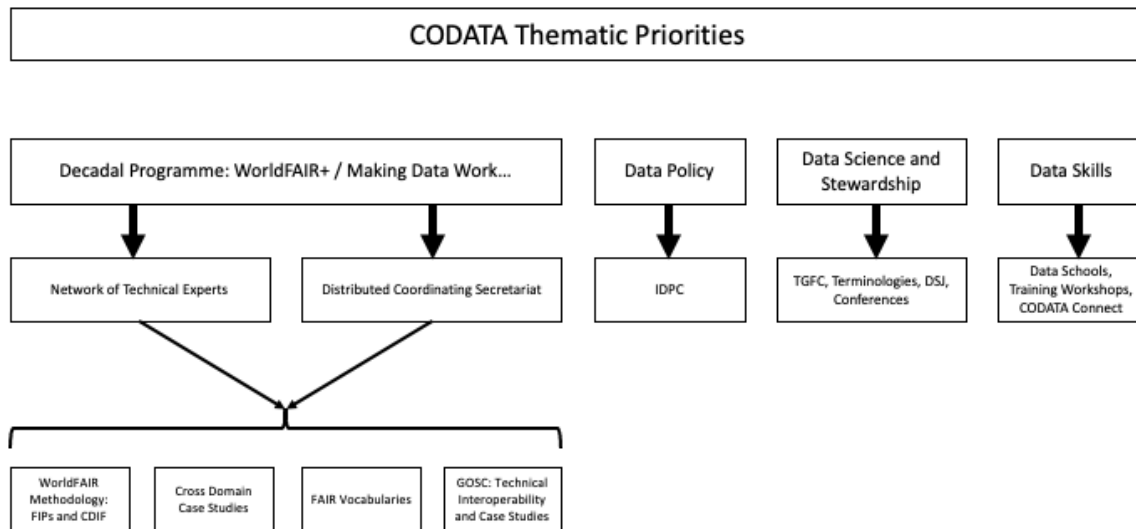 CODATA Thematic Priorities
Decadal Programme: WorldFAIR+ / Making Data Work...
Data Policy
Data Science and
Stewardship
Data Skills
Network of Technical Experts
Distributed Coordinating Secretariat
IDPC
TGFC, Terminologies, DSJ,
Conferences
Data Schools,
Training Workshops,
CODATA Connect
WorldFAIR
Methodology:
FIPs and CDIF
Cross Domain
Case Studies
FAIR Vocabularies
GOSC: Technical
Interoperability
and Case Studies